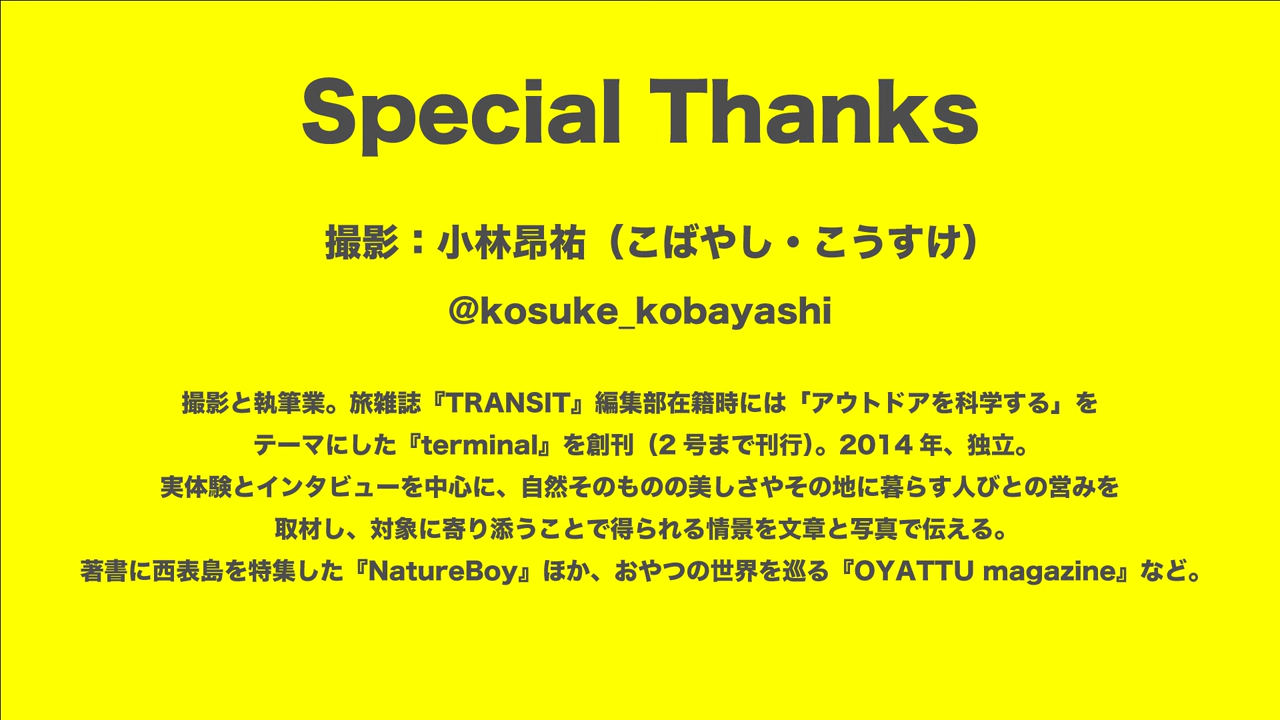 Special Thanks
撮影：小林昂祐（こばやし・こうすけ）
@kosuke_kobayashi
撮影と執筆業。旅雑誌『TRANSIT』編集部在籍時には「アウトドアを科学する」を
テーマにした『terminal』を創刊（2 号まで刊行）。2014 年、独立。
実体験とインタビューを中心に、自然そのものの美しさやその地に暮らす人びとの営みを
取材し、対象に寄り添うことで得られる情景を文章と写真で伝える。
著書に西表島を特集した『NatureBoy』ほか、おやつの世界を巡る『OYATTU magazine』など。